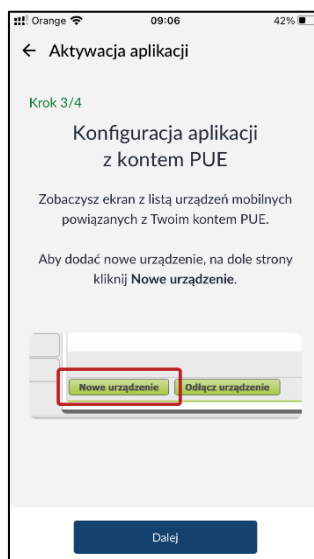 Orange 09:06 42%
Aktywacja aplikacji
Krok 3/4
Konfiguracja aplikacji
z kontem PUE
Zobaczysz ekran z listą urządzeń mobilnych
powiązanych z Twoim kontem PUE.
Aby dodać nowe urządzenie, na dole strony
kliknij Nowe urządzenie.
Nowe urządzenie Odłącz urządzenie
Dalej